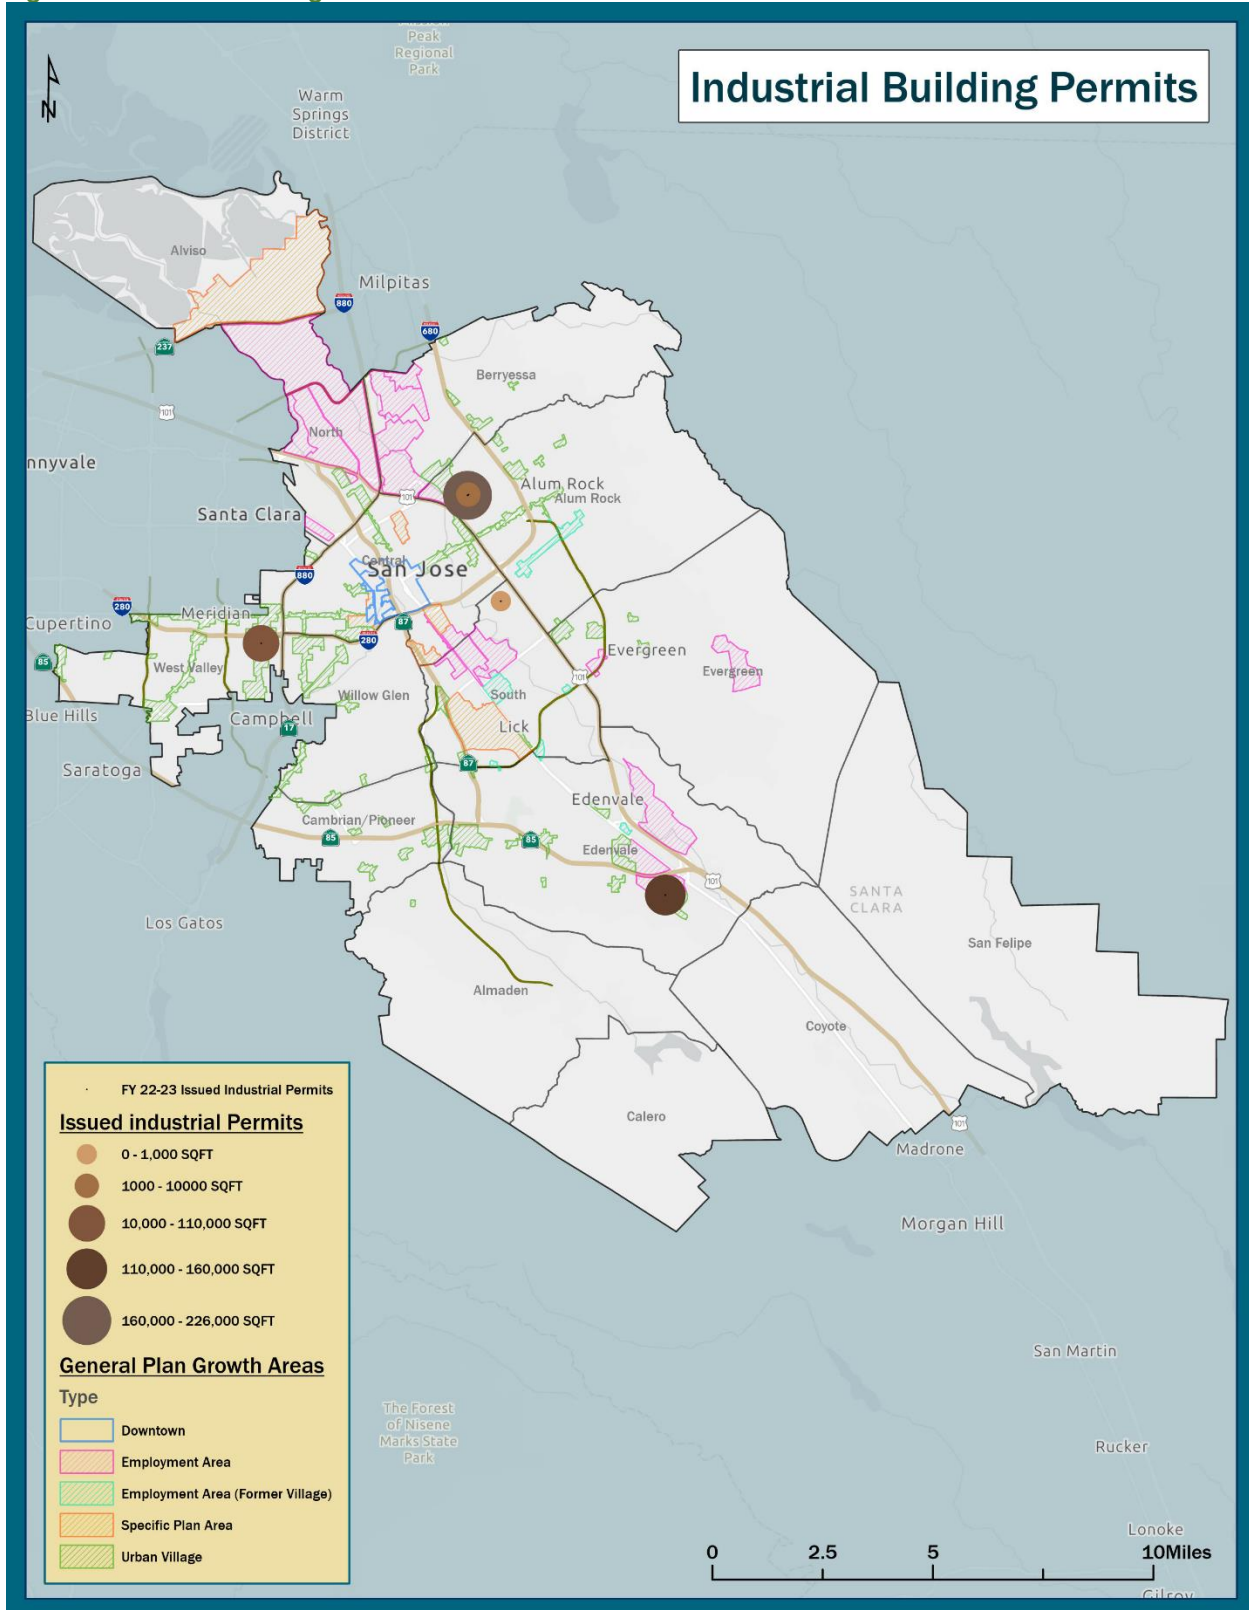 Mission
Peak
Regional
Park
Industrial Building Permits
N
Warm
Springs
District
Alviso
Milpitas
880
680
237
101
Berryessa
North
nnyvale
Alum Rock
Alum Rock
101
Santa Clara
Central
San Jose
880
280
Meridian
Cupertino
87
280
85
West Valley
Evergreen
Evergreen
101
Willow Glen
South
Blue Hills
Campbell
17
Lick
Saratoga
87
Edenvale
Cambrian/Pioneer
85
85
Edenvale
101
SANTA
CLARA
Los Gatos
San Felipe
Almaden
Coyote
Calero
101
Madrone
Morgan Hill
San Martin
The Forest
of Nisene
Marks State
Park
Rucker
Lonoke
Gilroy
FY 22-23 Issued Industrial Permits
Issued industrial Permits
0 - 1,000 SQFT
1000 - 10000 SQFT
10,000 - 110,000 SQFT
110,000 - 160,000 SQFT
160,000 - 226,000 SQFT
General Plan Growth Areas
Type
Downtown
Employment Area
Employment Area (Former Village)
Specific Plan Area
Urban Village
0 2.5 5 10Miles